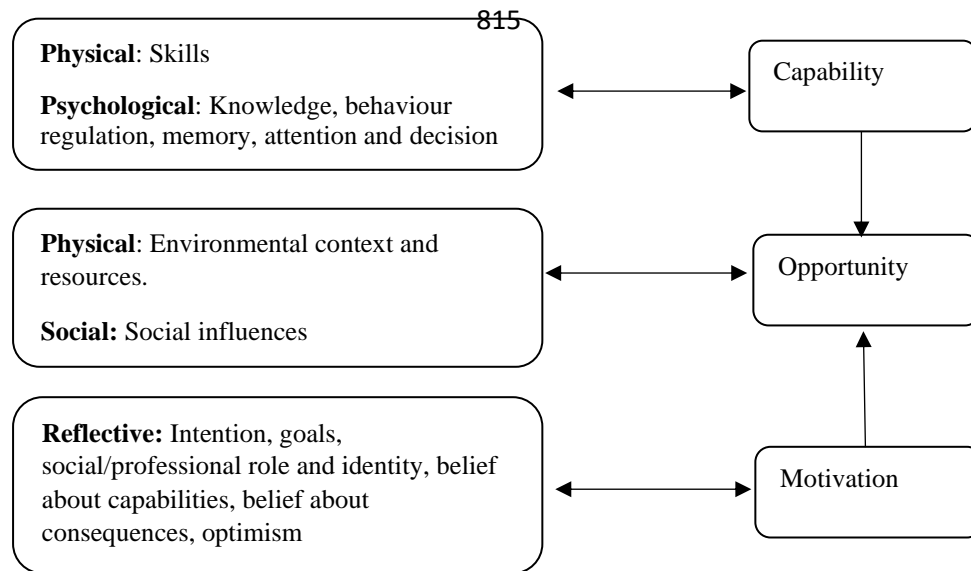 815
Physical: Skills
Psychological: Knowledge, behaviour
regulation, memory, attention and decision
Capability
Physical: Environmental context and
resources.
Social: Social influences
Opportunity
Reflective: Intention, goals,
social/professional role and identity, belief
about capabilities, belief about
consequences, optimism
Motivation